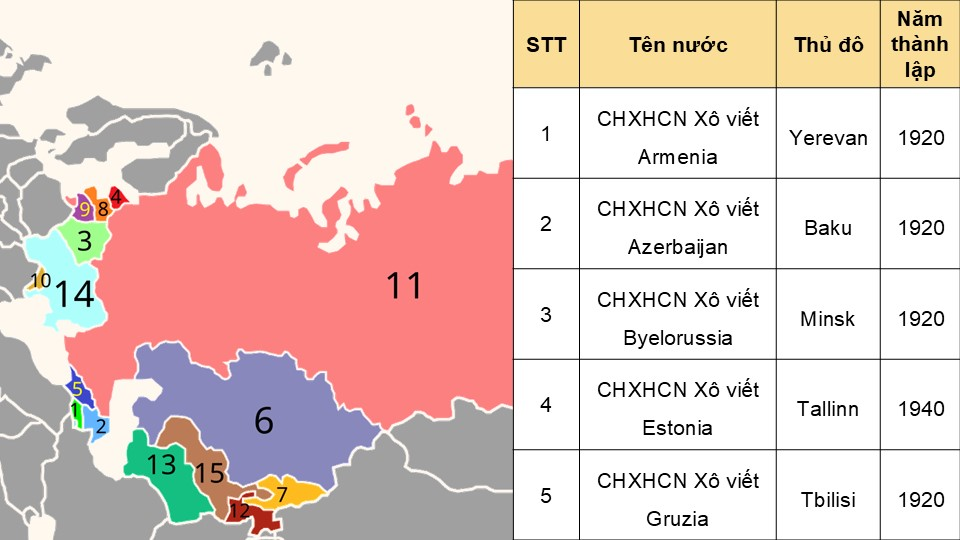 4
9
8
3
10
14
11
5
1
2
6
13
15
7
12
STT
Tên nước
Thủ đô
Năm
thành
lập
1
CHXHCN Xô viết
Armenia
Yerevan
1920
2
CHXHCN Xô viết
Azerbaijan
Baku
1920
3
CHXHCN Xô viết
Byelorussia
Minsk
1920
4
CHXHCN Xô viết
Estonia
Tallinn
1940
5
CHXHCN Xô viết
Gruzia
Tbilisi
1920